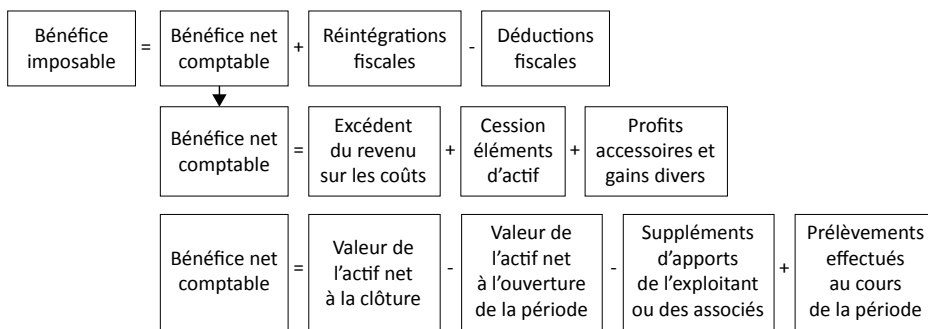 Bénéfice
imposable
=
Bénéfice net
comptable
+
Réintégrations
fiscales
-
Déductions
fiscales
Bénéfice net
comptable
=
Excédent
du revenu
sur les coûts
+
Cession
éléments
d'actif
+
Profits
accessoires et
gains divers
Bénéfice net
comptable
=
Valeur de
l'actif net
à la clôture
-
Valeur de
l'actif net
à l'ouverture
de la période
-
Suppléments
d'apports
de l'exploitant
ou des associés
+
Prélèvements
effectués
au cours
de la période